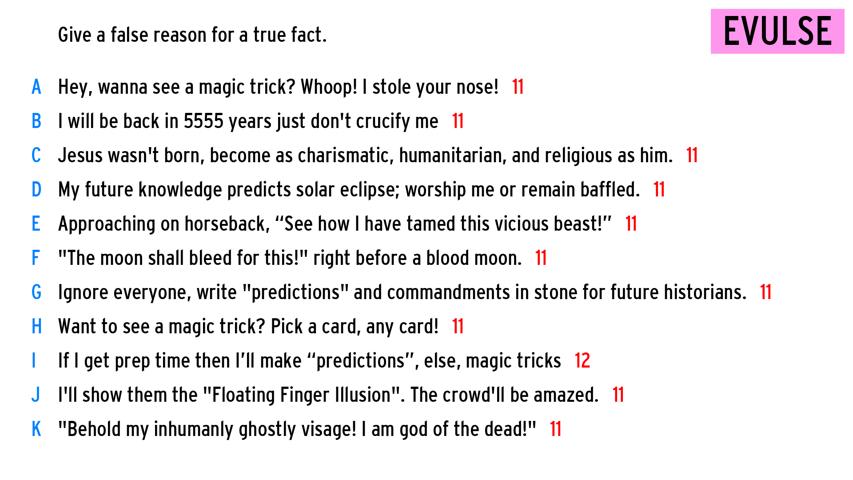 Give a false reason for a true fact.
EVULSE
A Hey, wanna see a magic trick? Whoop! I stole your nose! 11
B I will be back in 5555 years just don't crucify me 11
C Jesus wasn't born, become as charismatic, humanitarian, and religious as him. 11
D My future knowledge predicts solar eclipse; worship me or remain baffled. 11
E Approaching on horseback, “See how I have tamed this vicious beast!” 11
F "The moon shall bleed for this!" right before a blood moon. 11
G Ignore everyone, write "predictions" and commandments in stone for future historians. 11
H Want to see a magic trick? Pick a card, any card! 11
I If I get prep time then I’ll make “predictions”, else, magic tricks 12
J I'll show them the "Floating Finger Illusion". The crowd'll be amazed. 11
K "Behold my inhumanly ghostly visage! I am god of the dead!" 11